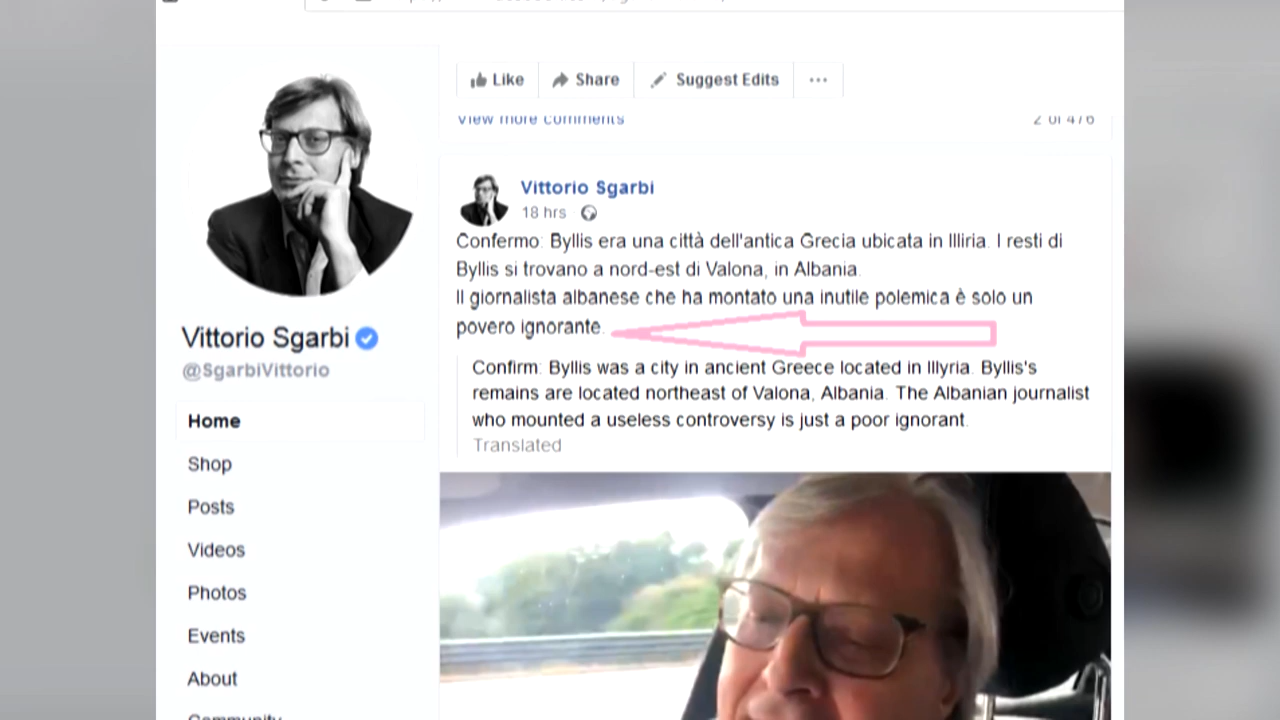 Like
Share
Suggest Edits
View more comments
2 of 476
Vittorio Sgarbi
@SgarbiVittorio
Home
Shop
Posts
Videos
Photos
Events
About
Community
Vittorio Sgarbi
18 hrs
Confermo: Byllis era una città dell'antica Grecia ubicata in Illiria. I resti di
Byllis si trovano a nord-est di Valona, in Albania.
Il giornalista albanese che ha montato una inutile polemica è solo un
povero ignorante.
Confirm: Byllis was a city in ancient Greece located in Illyria. Byllis's
remains are located northeast of Valona, Albania. The Albanian journalist
who mounted a useless controversy is just a poor ignorant.
Translated